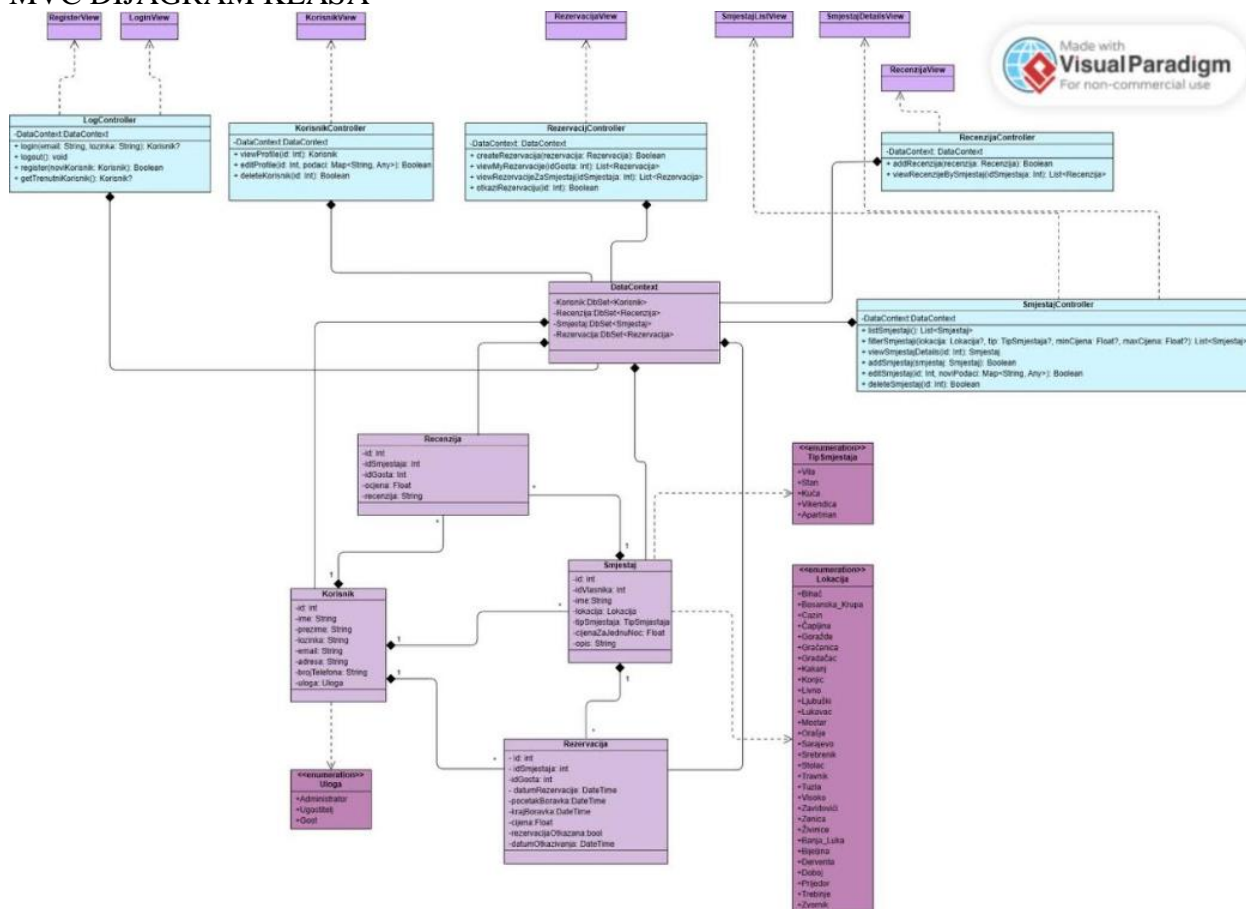 MVC DIJAGRAM KLASA
RegisterView
LoginView
KorisnikView
RezervacijaView
SmjestajListView
SmjestajDetailsView
Made with
Visual Paradigm
For non-commercial use
RecenzijaView
LogController
-DataContext:DataContext
+ login(email: String, lozinka: String): Korisnik?
+ logout(): void
+ register(noviKorisnik: Korisnik): Boolean
+ getTrenutniKorisnik(): Korisnik?
KorisnikController
-DataContext:DataContext
+ viewProfile(id: Int): Korisnik
+ editProfile(id: Int, podaci: Map<String, Any>): Boolean
+ deleteKorisnik(id: Int): Boolean
RezervacijController
-DataContext: DataContext
+ createRezervacija(rezervacija: Rezervacija): Boolean
+ viewMyRezervacije(idGosta: Int): List<Rezervacija>
+ viewRezervacijeZaSmjestaj(idSmjestaja: Int): List<Rezervacija>
+ otkaziRezervaciju(id: Int): Boolean
RecenzijaController
-DataContext: DataContext
+ addRecenzija(recenzija: Recenzija): Boolean
+ viewRecenzijeBySmjestaj(idSmjestaja: Int): List<Recenzija>
DataContext
-Korisnik:DbSet<Korisnik>
-Recenzija:DbSet<Recenzija>
-Smjestaj:DbSet<Smjestaj>
-Rezervacija:DbSet<Rezervacija>
SmjestajController
-DataContext:DataContext
+ listSmjestaji(): List<Smjestaj>
+ filterSmjestaji(lokacija: Lokacija?, tip: TipSmjestaja?, minCijena: Float?, maxCijena: Float?): List<Smjestaj>
+ viewSmjestajDetails(id: Int): Smjestaj
+ addSmjestaj(smjestaj: Smjestaj): Boolean
+ editSmjestaj(id: Int, noviPodaci: Map<String, Any>): Boolean
+ deleteSmjestaj(id: Int): Boolean
Recenzija
-id: Int
-idSmjestaja: Int
-idGosta: Int
-ocjena: Float
-recenzija: String
*
*
1
1
<<enumeration>>
TipSmjestaja
+Vila
+Stan
+Kuća
+Vikendica
+Apartman
Smjestaj
-id: int
-idVlasnika: int
-ime:String
-lokacija: Lokacija
-tipSmjestaja: TipSmjestaja
-cijenaZaJednuNoc: Float
-opis: String
Korisnik
-id: int
-ime: String
-prezime: String
-lozinka: String
-email: String
-adresa: String
-brojTelefona: String
-uloga: Uloga
1
*
1
*
1
*
Rezervacija
- id: int
- idSmjestaja: int
-idGosta: int
- datumRezervacije: DateTime
-pocetakBoravka:DateTime
-krajBoravka:DateTime
-cijena:Float
-rezervacijaOtkazana:bool
-datumOtkazivanja: DateTime
<<enumeration>>
Uloga
+Administrator
+Ugostitelj
+Gost
<<enumeration>>
Lokacija
+Bihać
+Bosanska_Krupa
+Cazin
+Čapljina
+Goražde
+Gračanica
+Gradačac
+Kakanj
+Konjic
+Livno
+Ljubuški
+Lukavac
+Mostar
+Orašje
+Sarajevo
+Srebrenik
+Stolac
+Travnik
+Tuzla
+Visoko
+Zavidovići
+Zenica
+Živinice
+Banja_Luka
+Bijeljina
+Derventa
+Doboj
+Prijedor
+Trebinje
+Zvornik